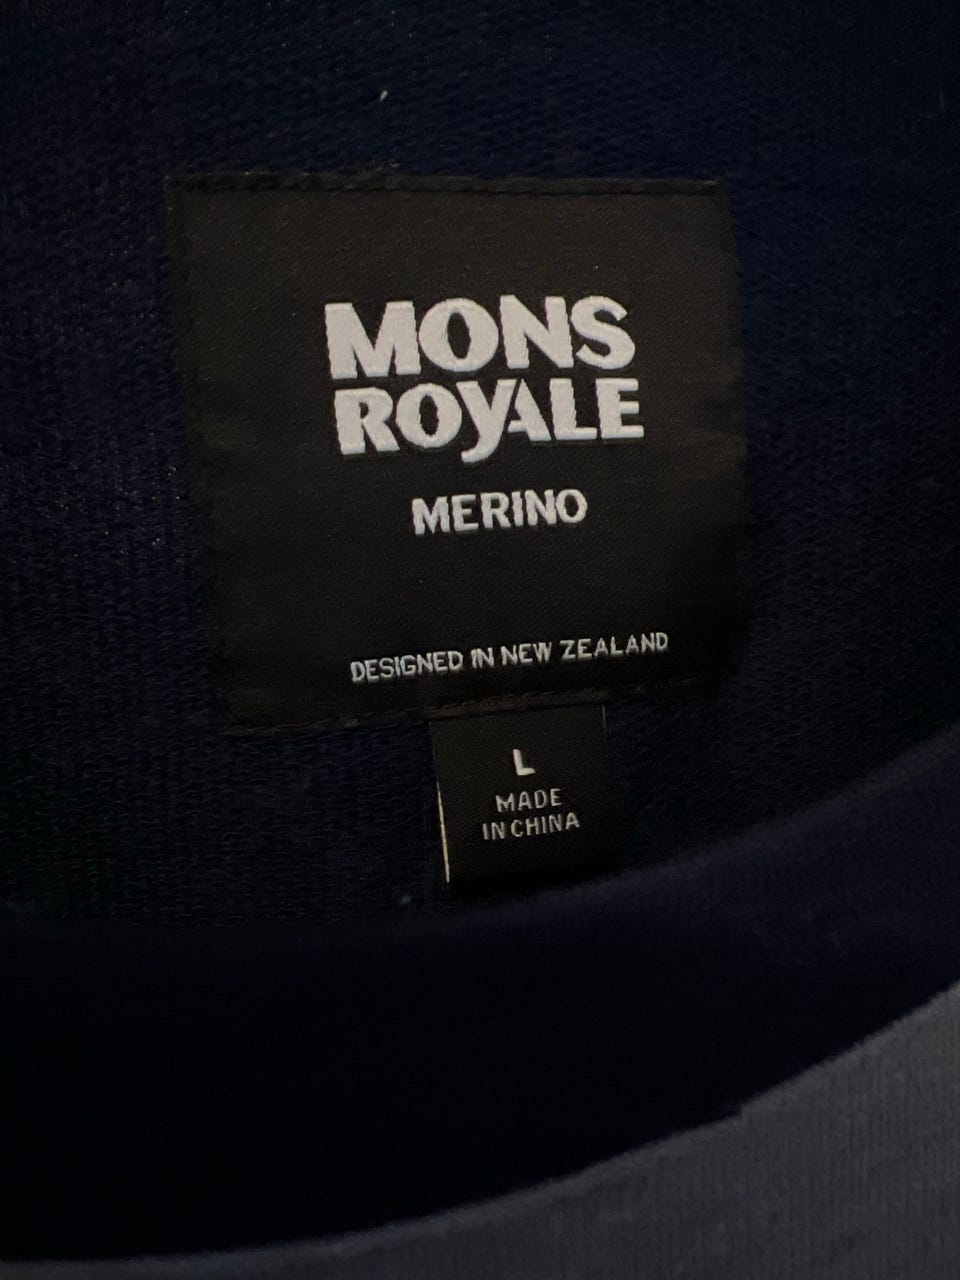 MONS
ROYALE
MERINO
DESIGNED IN NEW ZEALAND
L
MADE
IN CHINA